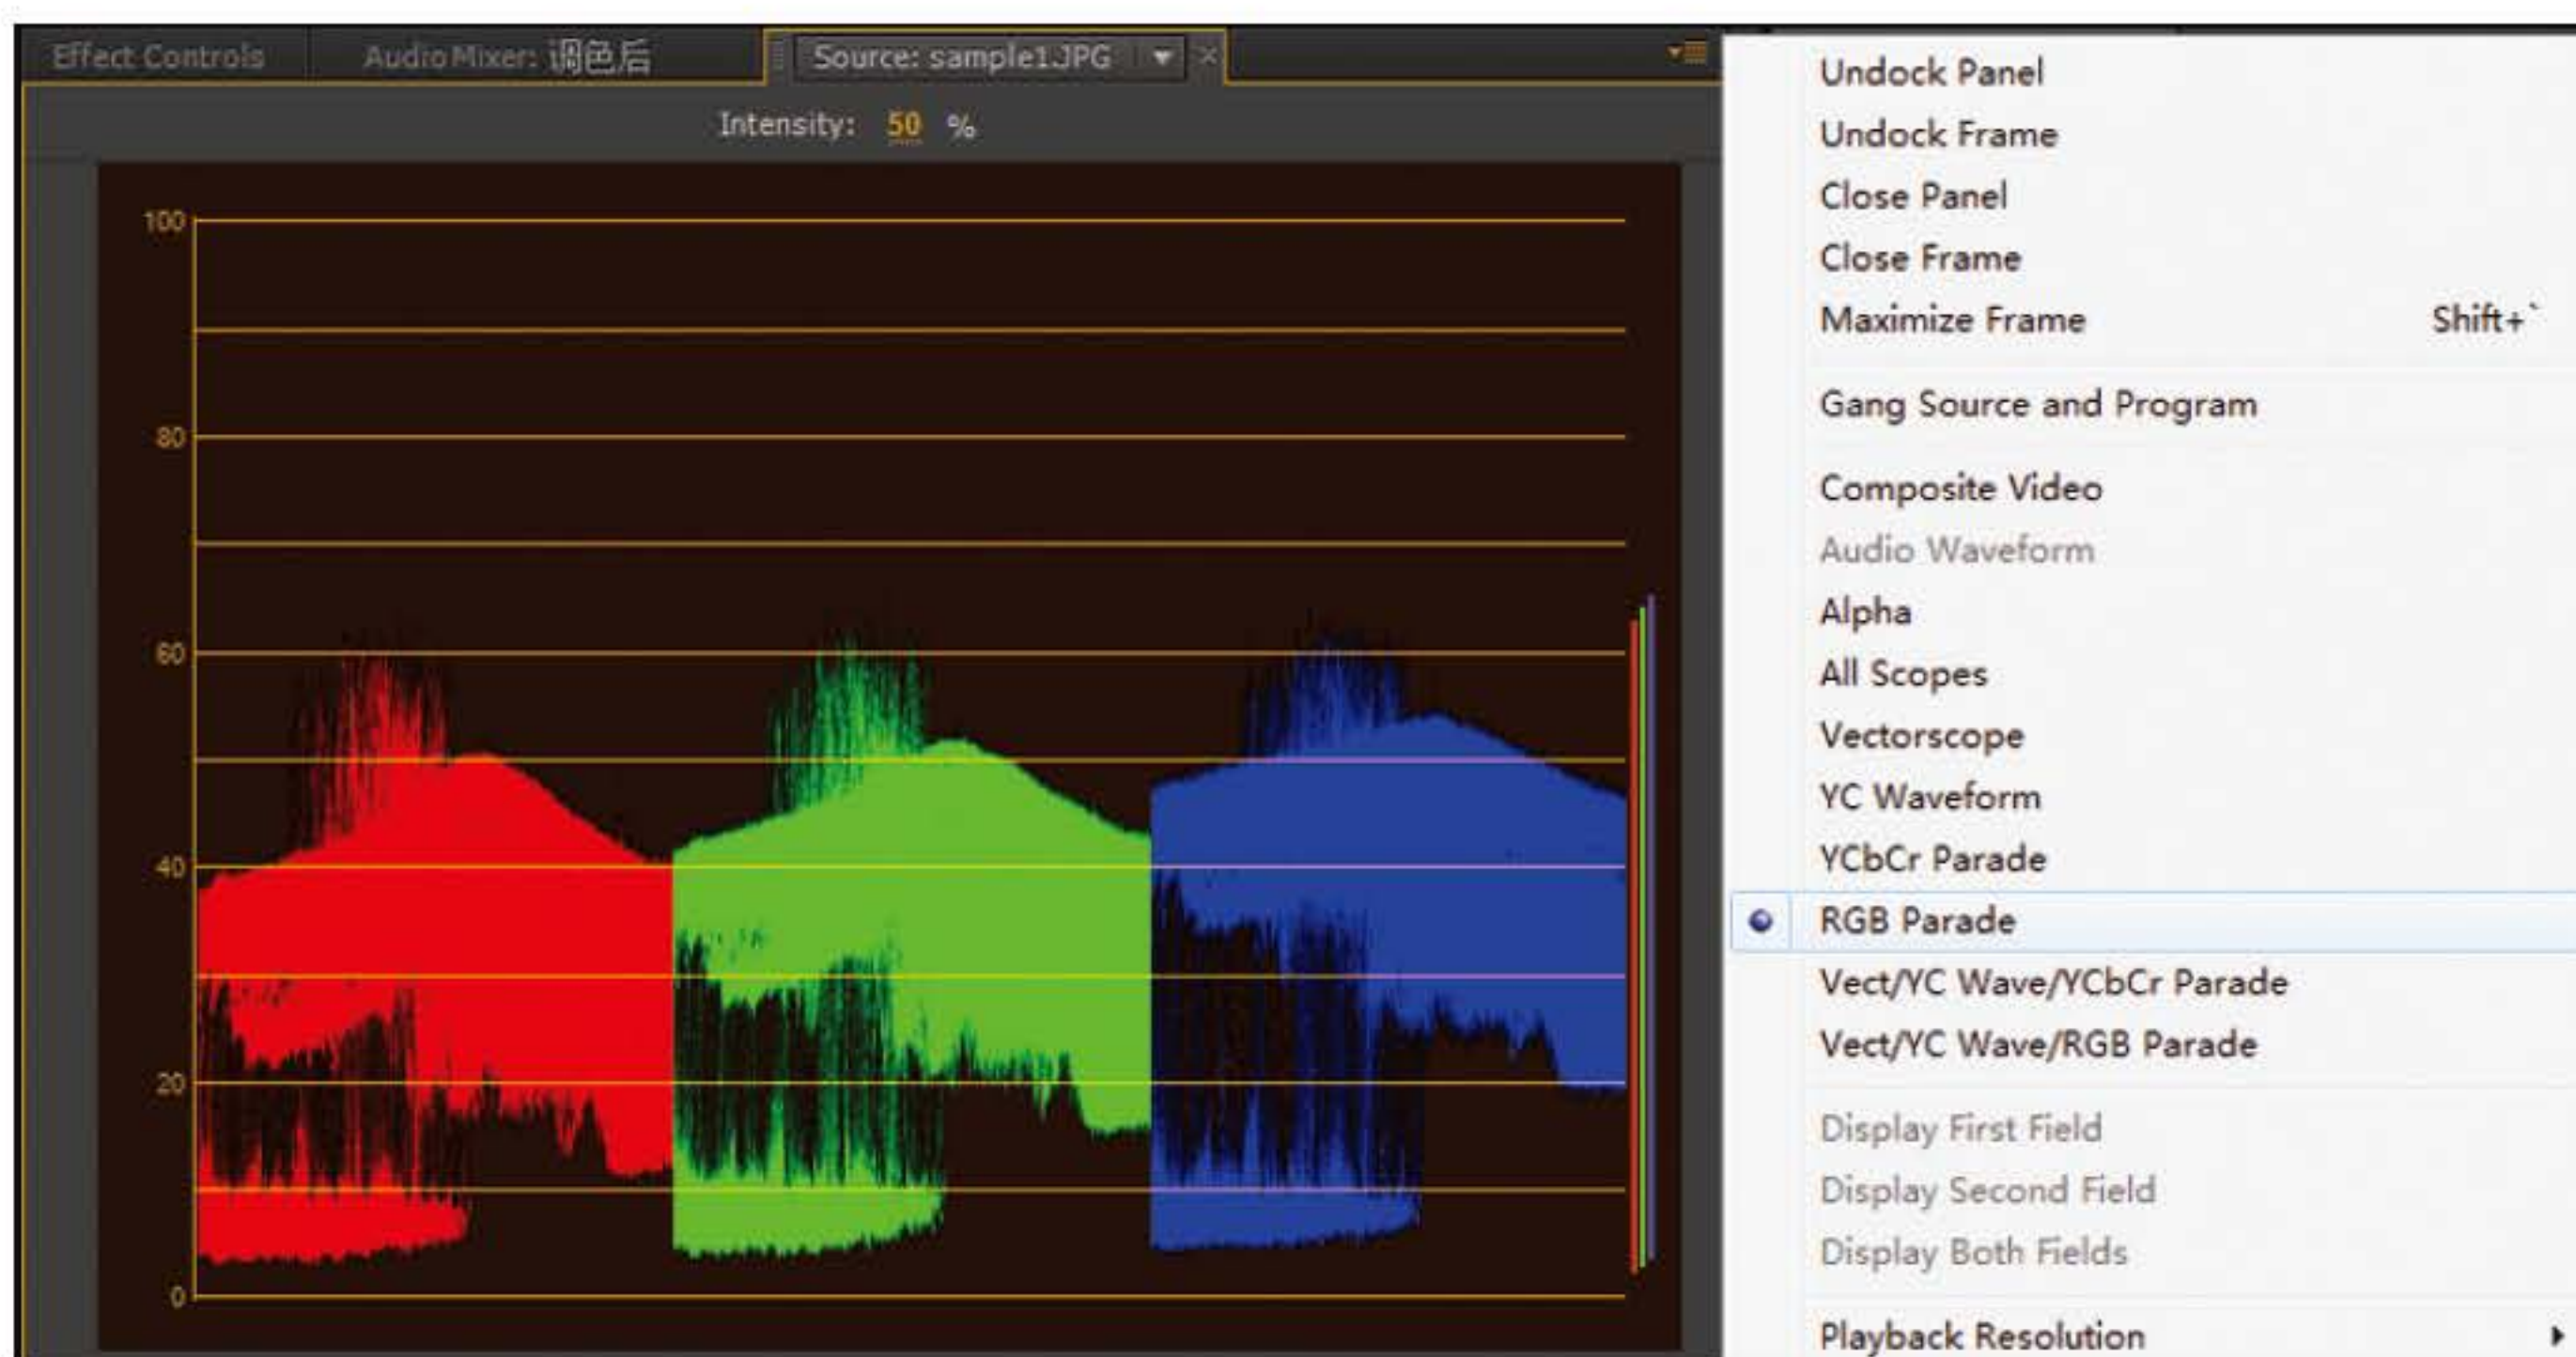 Effect Controls
Audio Mixer: 调色后
Source: sample1.JPG
Intensity: 50 %
100
80
60
40
20
0
Undock Panel
Undock Frame
Close Panel
Close Frame
Maximize Frame Shift+`
Gang Source and Program
Composite Video
Audio Waveform
Alpha
All Scopes
Vectorscope
YC Waveform
YCbCr Parade
RGB Parade
Vect/YC Wave/YCbCr Parade
Vect/YC Wave/RGB Parade
Display First Field
Display Second Field
Display Both Fields
Playback Resolution